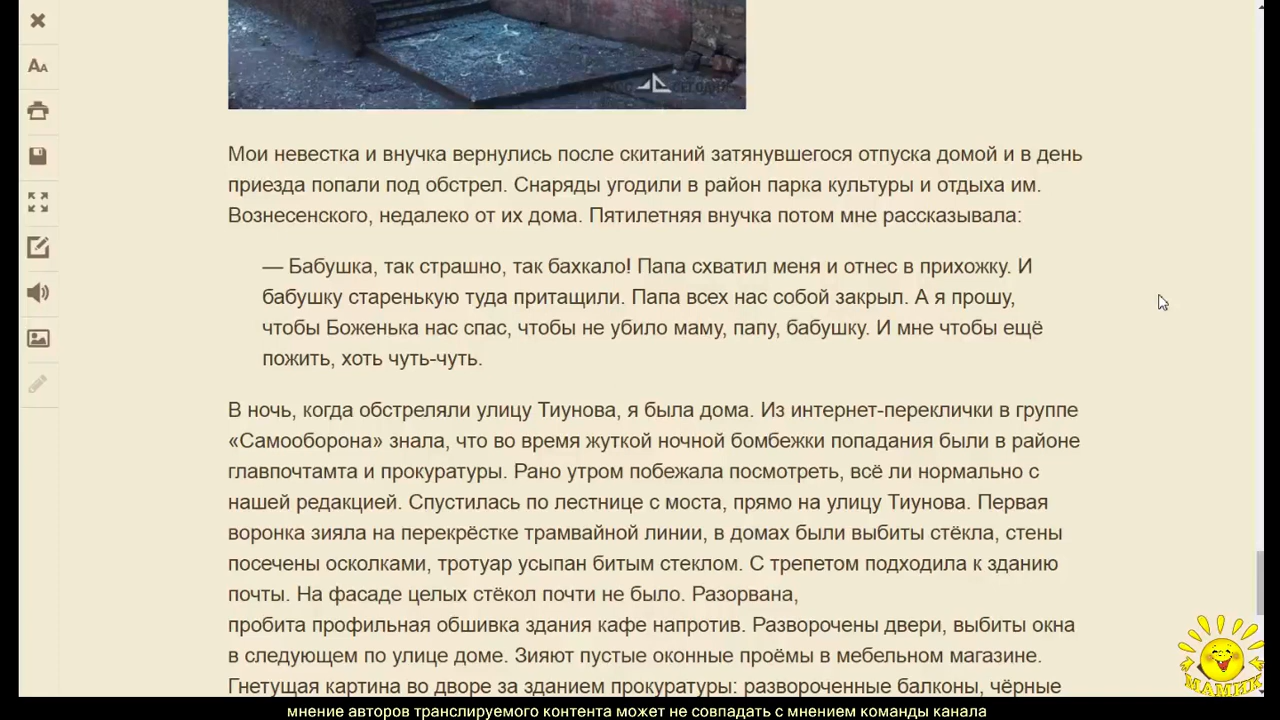 Мои невестка и внучка вернулись после скитаний затянувшегося отпуска домой и в день
приезда попали под обстрел. Снаряды угодили в район парка культуры и отдыха им.
Вознесенского, недалеко от их дома. Пятилетняя внучка потом мне рассказывала:
— Бабушка, так страшно, так бахкало! Папа схватил меня и отнес в прихожку. И
бабушку старенькую туда притащили. Папа всех нас собой закрыл. А я прошу,
чтобы Боженька нас спас, чтобы не убило маму, папу, бабушку. И мне чтобы ещё
пожить, хоть чуть-чуть.
В ночь, когда обстреляли улицу Тиунова, я была дома. Из интернет-переклички в группе
«Самооборона» знала, что во время жуткой ночной бомбежки попадания были в районе
главпочтамта и прокуратуры. Рано утром побежала посмотреть, всё ли нормально с
нашей редакцией. Спустилась по лестнице с моста, прямо на улицу Тиунова. Первая
воронка зияла на перекрёстке трамвайной линии, в домах были выбиты стёкла, стены
посечены осколками, тротуар усыпан битым стеклом. С трепетом подходила к зданию
почты. На фасаде целых стёкол почти не было. Разорвана,
пробита профильная обшивка здания кафе напротив. Разворочены двери, выбиты окна
в следующем по улице доме. Зияют пустые оконные проёмы в мебельном магазине.
Гнетущая картина во дворе за зданием прокуратуры: развороченные балконы, чёрные
МАМИК
мнение авторов транслируемого контента может не совпадать с мнением команды канала